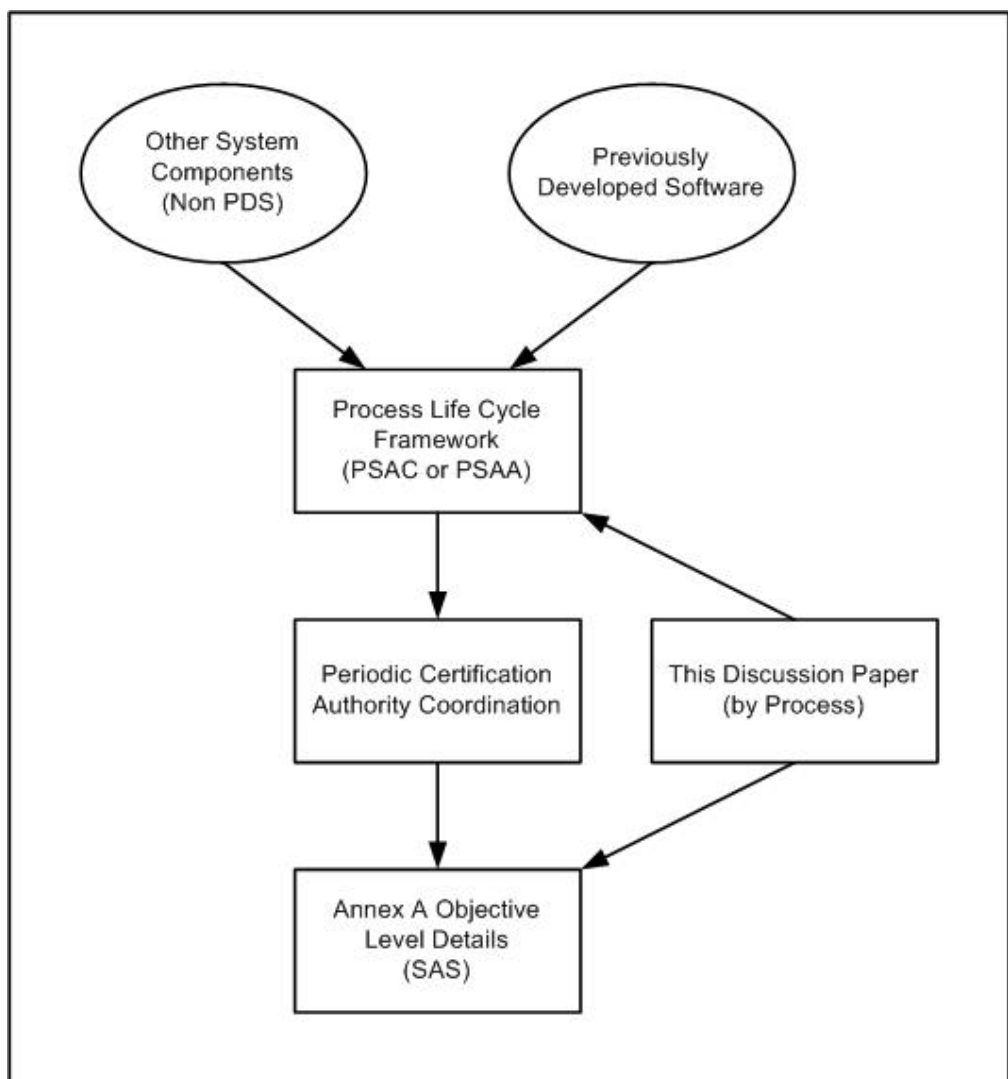 Other System
Components
(Non PDS)
Previously
Developed Software
Process Life Cycle
Framework
(PSAC or PSAA)
Periodic Certification
Authority Coordination
This Discussion Paper
(by Process)
Annex A Objective
Level Details
(SAS)